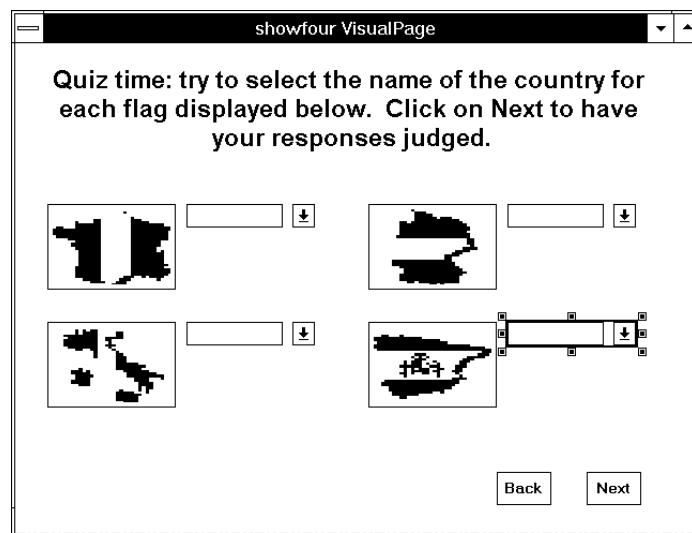 showfour VisualPage
Quiz time: try to select the name of the country for
each flag displayed below.  Click on Next to have
your responses judged.
Back
Next